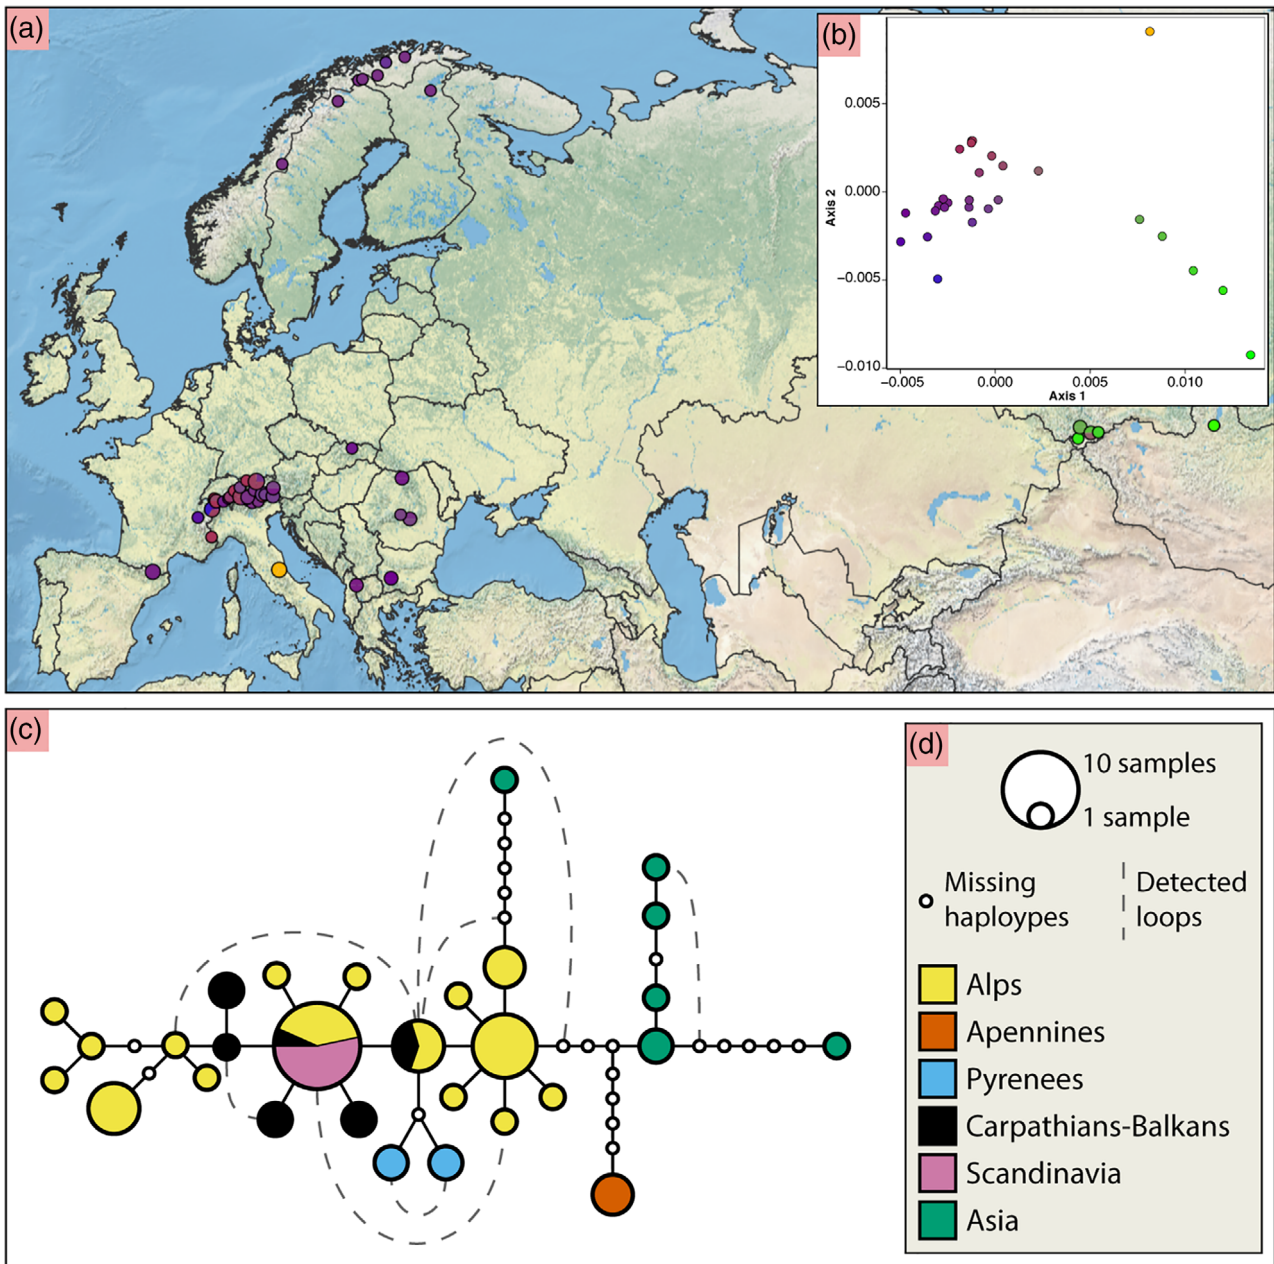 (a)
(b)
0.005
0.000
−0.005
−0.010
Axis 2
−0.005
0.000
0.005
0.010
Axis 1
(c)
(d)
10 samples
1 sample
Missing
haploypes
Detected
loops
Alps
Apennines
Pyrenees
Carpathians-Balkans
Scandinavia
Asia